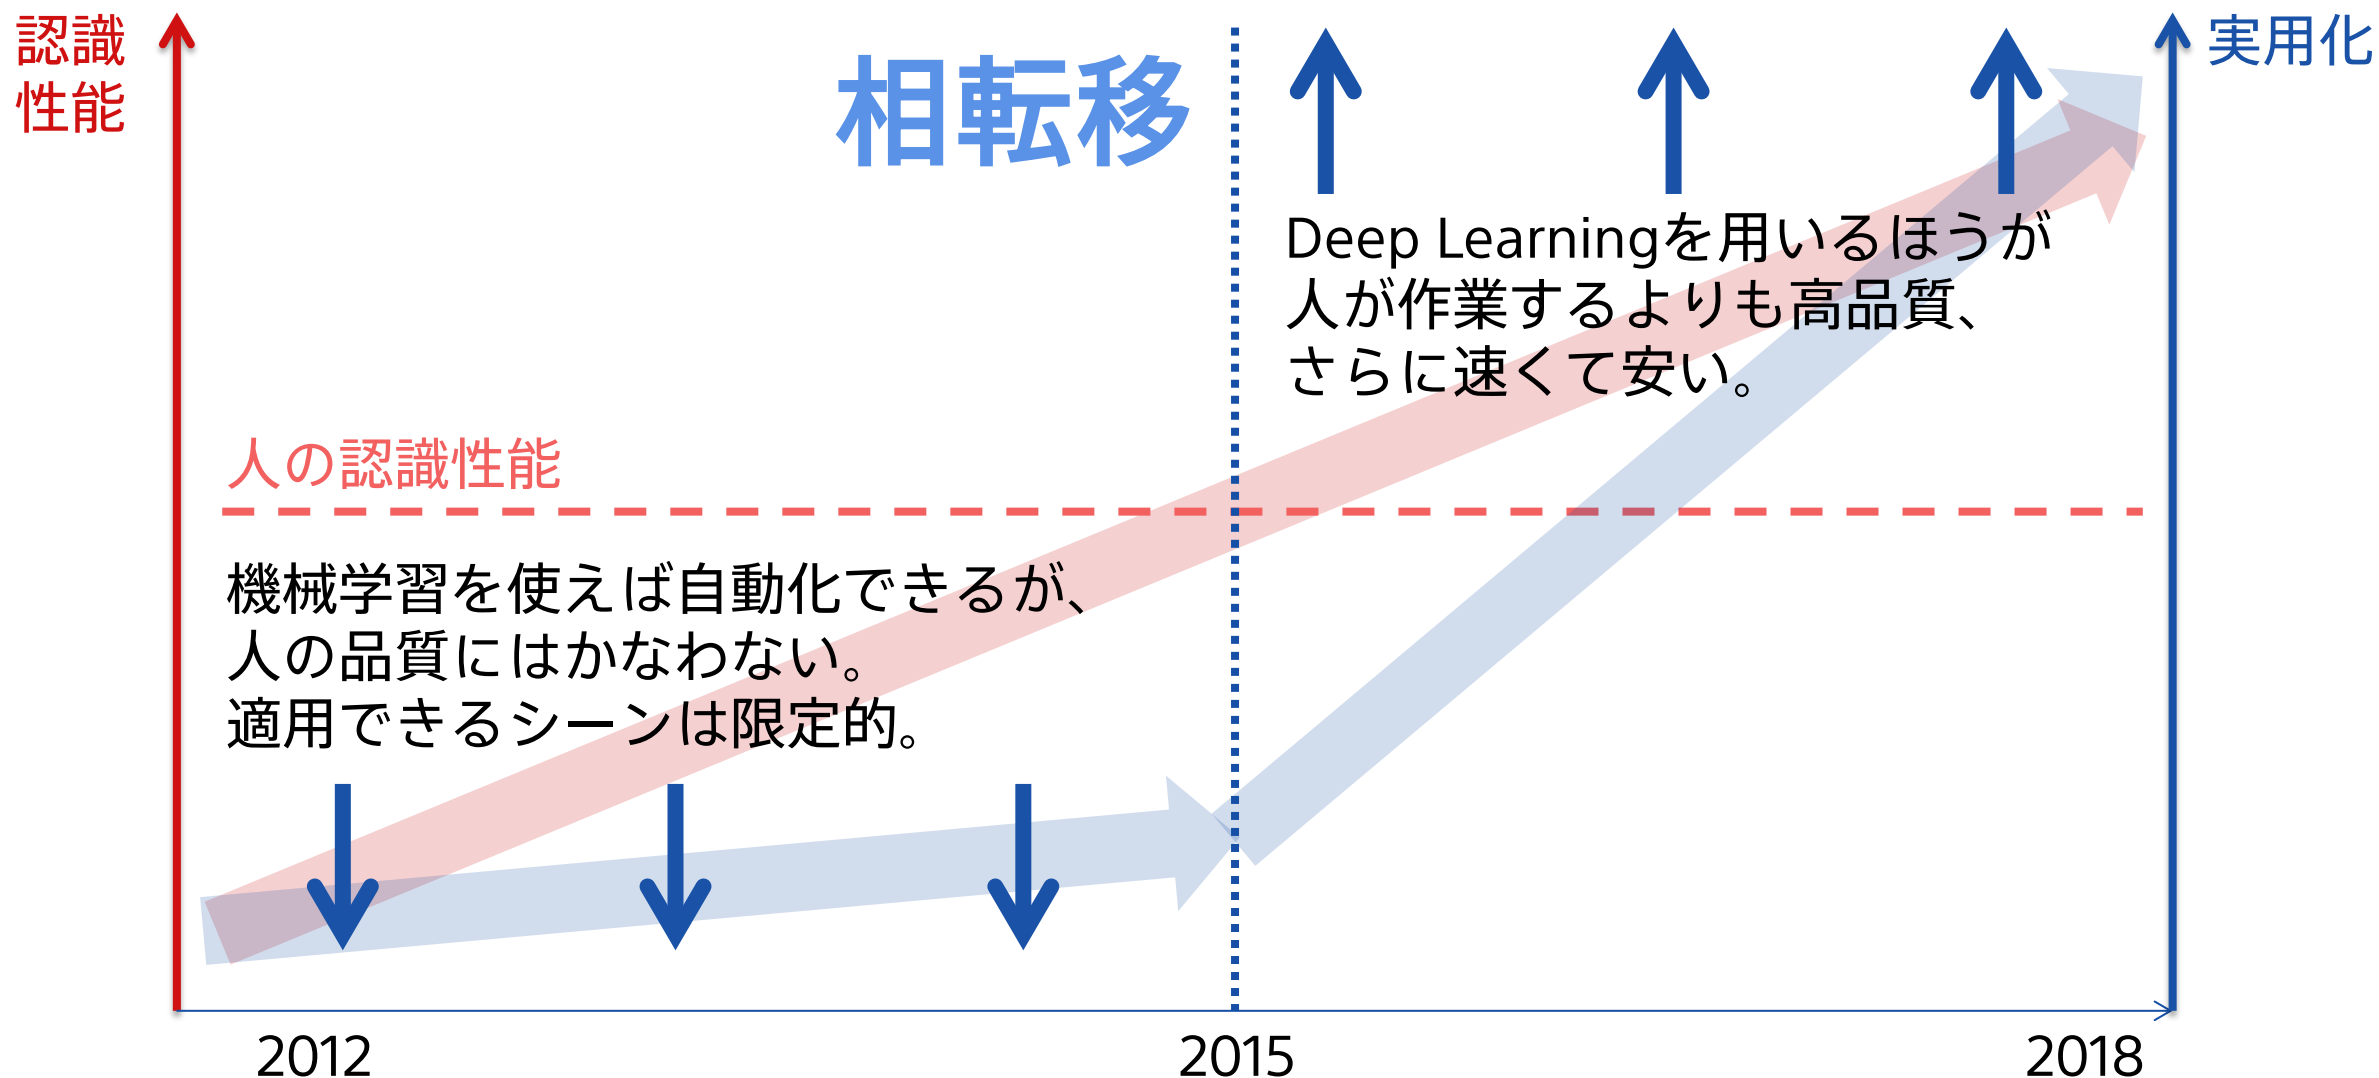 認識
性能
実用化
相転移
Deep Learningを用いるほうが
人が作業するよりも高品質、
さらに速くて安い。
人の認識性能
機械学習を使えば自動化できるが、
人の品質にはかなわない。
適用できるシーンは限定的。
2012
2015
2018